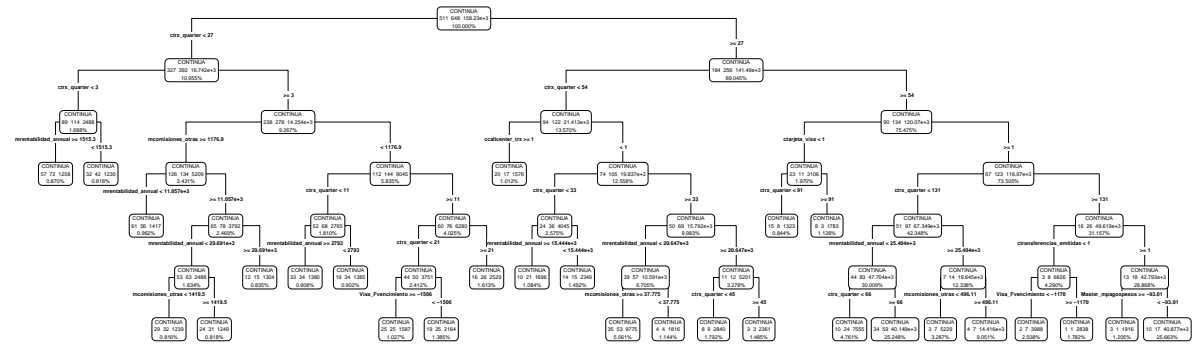 CONTINUA
511 648 158.23e+3
100.000%
ctrx_quarter < 27
>= 27
CONTINUA
327 392 16.742e+3
10.955%
CONTINUA
184 256 141.49e+3
89.045%
ctrx_quarter < 3
>= 3
ctrx_quarter < 54
>= 54
CONTINUA
89 114 2488
1.688%
CONTINUA
238 278 14.254e+3
9.267%
CONTINUA
94 122 21.413e+3
13.570%
CONTINUA
90 134 120.07e+3
75.475%
mrentabilidad_annual >= 1515.3
< 1515.3
mcomisiones_otras >= 1176.9
< 1176.9
ccallcenter_trx >= 1
< 1
ctarjeta_visa < 1
>= 1
CONTINUA
57 72 1258
0.870%
CONTINUA
32 42 1230
0.818%
CONTINUA
126 134 5209
3.431%
CONTINUA
112 144 9045
5.835%
CONTINUA
20 17 1576
1.012%
CONTINUA
74 105 19.837e+3
12.558%
CONTINUA
23 11 3106
1.970%
CONTINUA
67 123 116.97e+3
73.505%
mrentabilidad_annual < 11.057e+3
>= 11.057e+3
ctrx_quarter < 11
>= 11
ctrx_quarter < 33
>= 33
ctrx_quarter < 91
>= 91
ctrx_quarter < 131
>= 131
CONTINUA
61 56 1417
0.962%
CONTINUA
65 78 3792
2.469%
CONTINUA
52 68 2765
1.810%
CONTINUA
60 76 6280
4.025%
CONTINUA
24 36 4045
2.575%
CONTINUA
50 69 15.792e+3
9.983%
CONTINUA
15 8 1323
0.844%
CONTINUA
8 3 1783
1.126%
CONTINUA
51 97 67.349e+3
42.348%
CONTINUA
16 26 49.619e+3
31.157%
mrentabilidad_annual < 29.691e+3
>= 29.691e+3
mrentabilidad_annual >= 2793
< 2793
ctrx_quarter < 21
>= 21
mrentabilidad_annual >= 15.444e+3
< 15.444e+3
mrentabilidad_annual < 20.647e+3
>= 20.647e+3
mrentabilidad_annual < 25.404e+3
>= 25.404e+3
ctransferencias_emitidas < 1
>= 1
CONTINUA
53 63 2488
1.634%
CONTINUA
12 15 1304
0.835%
CONTINUA
33 34 1380
0.908%
CONTINUA
19 34 1385
0.902%
CONTINUA
44 50 3751
2.412%
CONTINUA
16 26 2529
1.613%
CONTINUA
10 21 1696
1.084%
CONTINUA
14 15 2349
1.492%
CONTINUA
39 57 10.591e+3
6.705%
CONTINUA
11 12 5201
3.278%
CONTINUA
44 83 47.704e+3
30.009%
CONTINUA
7 14 19.645e+3
12.338%
CONTINUA
3 8 6826
4.290%
CONTINUA
13 18 42.793e+3
26.868%
mcomisiones_otras < 1419.5
>= 1419.5
Visa_Fvencimiento >= −1506
< −1506
mcomisiones_otras >= 37.775
< 37.775
ctrx_quarter < 45
>= 45
ctrx_quarter < 66
>= 66
mcomisiones_otras < 496.11
>= 496.11
Visa_Fvencimiento < −1170
>= −1170
Master_mpagospesos >= −93.01
< −93.01
CONTINUA
29 32 1239
0.816%
CONTINUA
24 31 1249
0.818%
CONTINUA
25 25 1587
1.027%
CONTINUA
19 25 2164
1.385%
CONTINUA
35 53 8775
5.561%
CONTINUA
4 4 1816
1.144%
CONTINUA
8 9 2840
1.792%
CONTINUA
3 3 2361
1.485%
CONTINUA
10 24 7555
4.761%
CONTINUA
34 59 40.149e+3
25.248%
CONTINUA
3 7 5229
3.287%
CONTINUA
4 7 14.416e+3
9.051%
CONTINUA
2 7 3988
2.508%
CONTINUA
1 1 2838
1.782%
CONTINUA
3 1 1916
1.205%
CONTINUA
10 17 40.877e+3
25.663%